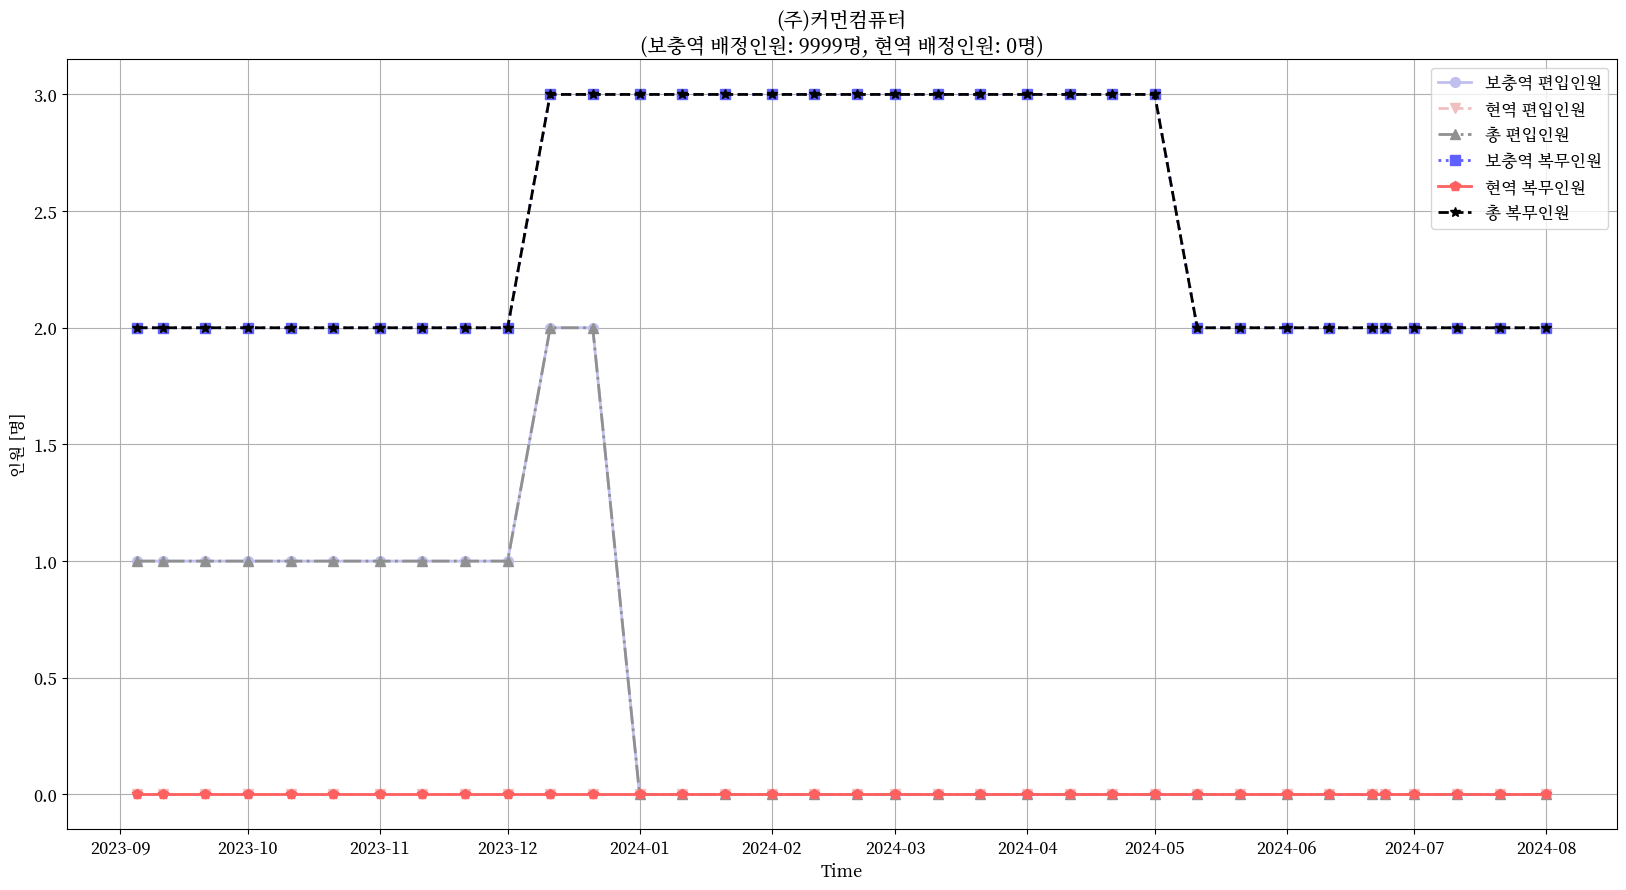 (주)커먼컴퓨터
(보충역 배정인원: 9999명, 현역 배정인원: 0명)
보충역 편입인원
현역 편입인원
총 편입인원
보충역 복무인원
현역 복무인원
총 복무인원
인원 [명]
3.0
2.5
2.0
1.5
1.0
0.5
0.0
2023-09 2023-10 2023-11 2023-12 2024-01 2024-02 2024-03 2024-04 2024-05 2024-06 2024-07 2024-08
Time